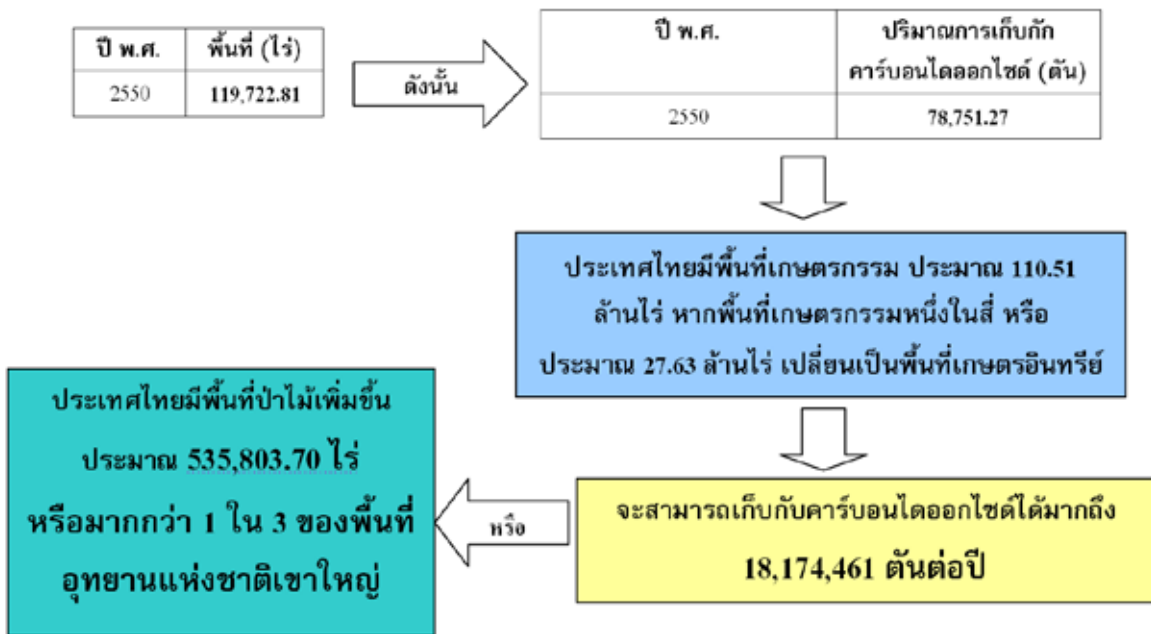 ปี พ.ศ. พื้นที่ (ไร่)
2550 119,722.81
ดังนั้น
ปี พ.ศ. ปริมาณการเก็บกัก
คาร์บอนไดออกไซด์ (ตัน)
2550 78,751.27
ประเทศไทยมีพื้นที่เกษตรกรรม ประมาณ 110.51
ล้านไร่ หากพื้นที่เกษตรกรรมหนึ่งในสี่ หรือ
ประมาณ 27.63 ล้านไร่ เปลี่ยนเป็นพื้นที่เกษตรอินทรีย์
จะสามารถเก็บกับคาร์บอนไดออกไซด์ได้มากถึง
18,174,461 ตันต่อปี
หรือ
ประเทศไทยมีพื้นที่ป่าไม้เพิ่มขึ้น
ประมาณ 535,803.70 ไร่
หรือมากกว่า 1 ใน 3 ของพื้นที่
อุทยานแห่งชาติเขาใหญ่